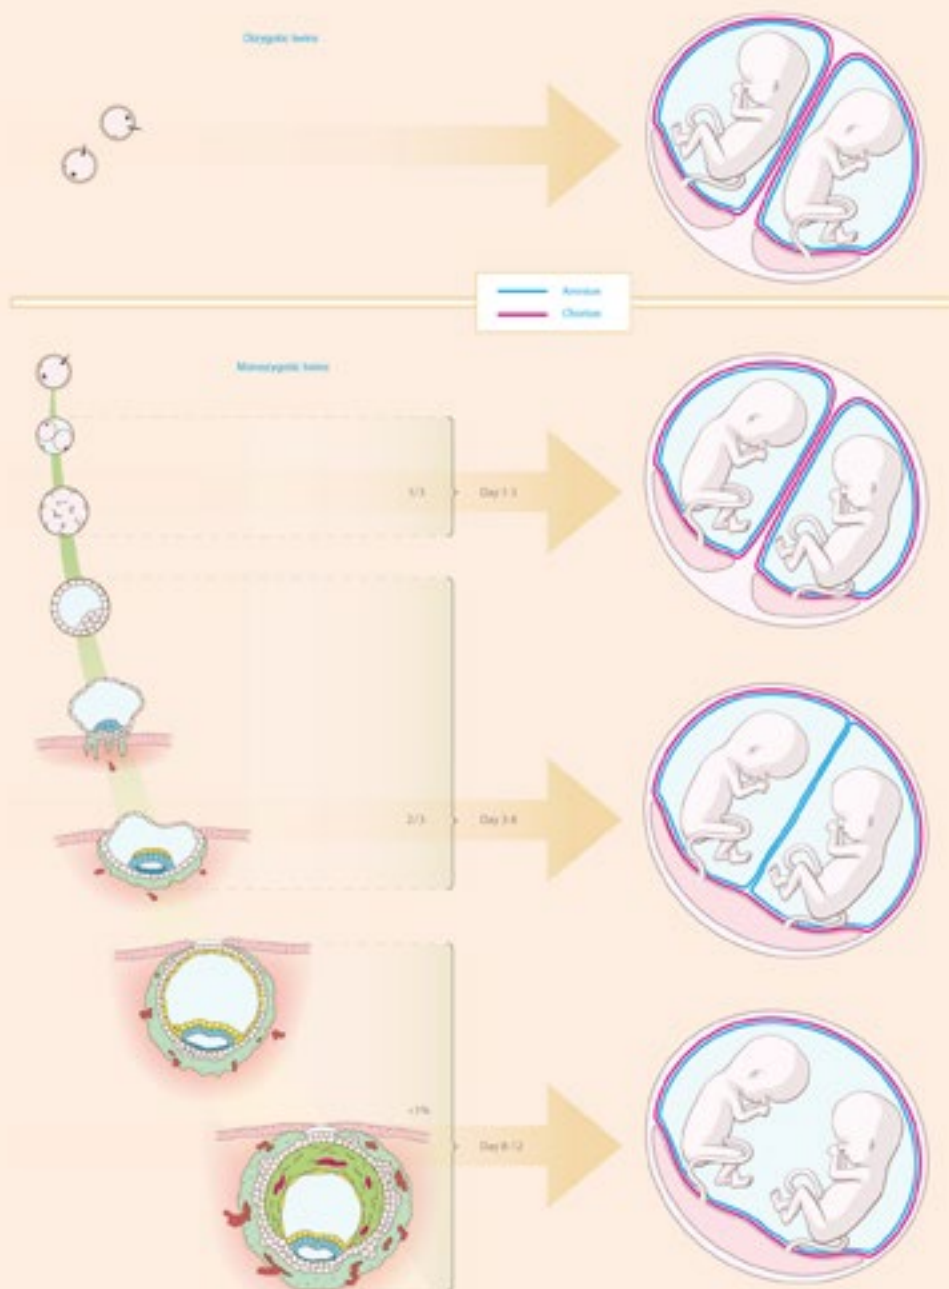 Dizygotic twins
Amnion
Chorion
Monozygotic twins
1/3
Day 1-3
2/3
Day 3-8
<1%
Day 8-12